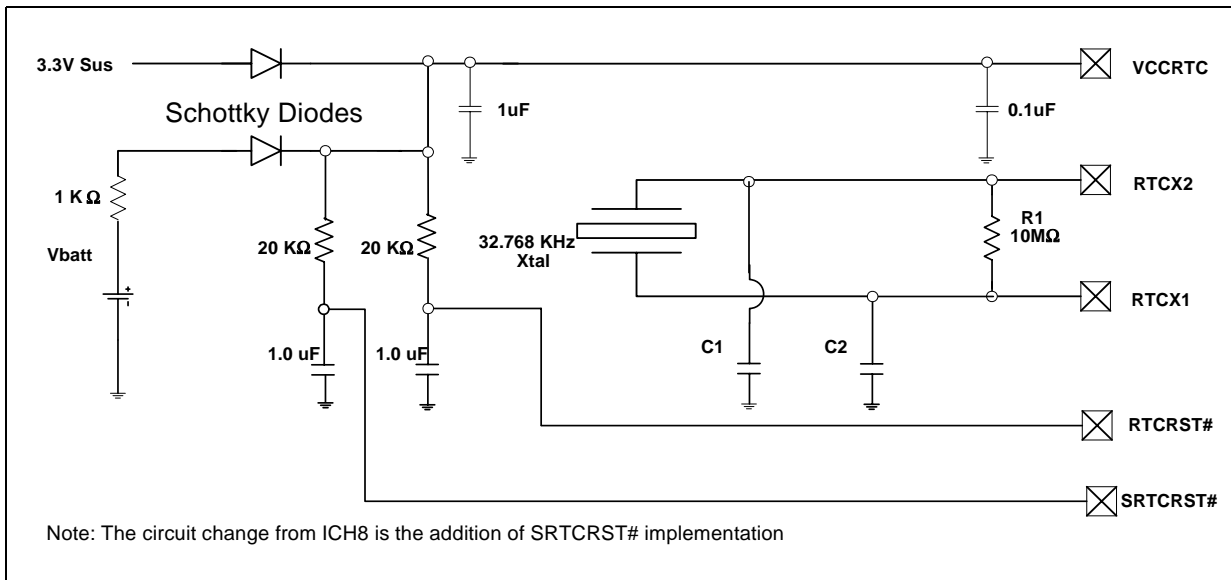 3.3V Sus
VCCRTC
1uF
0.1uF
Schottky Diodes
RTCX2
1 KΩ
R1
10MΩ
20 KΩ
20 KΩ
32.768 KHz
Xtal
Vbatt
+
-
RTCX1
1.0 uF
1.0 uF
C1
C2
RTCRST#
SRTCRST#
Note: The circuit change from ICH8 is the addition of SRTCRST# implementation